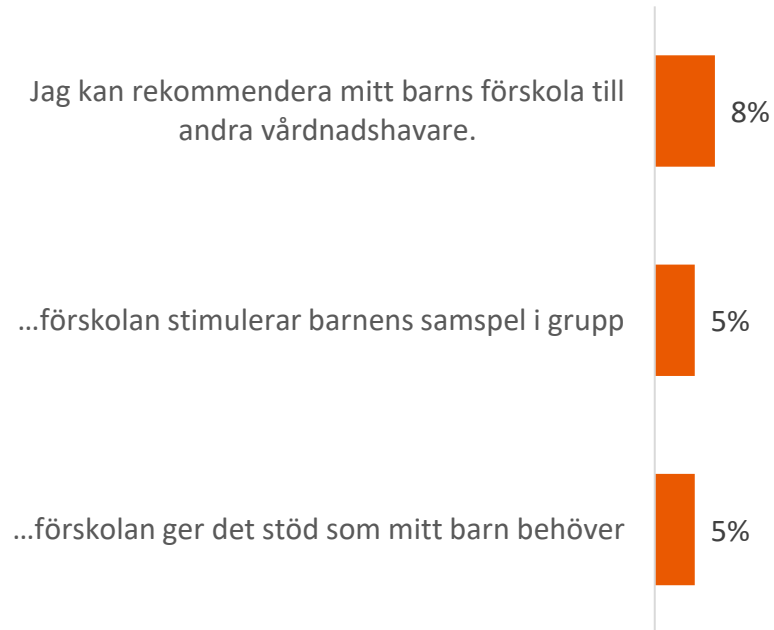 Jag kan rekommendera mitt barns förskola till
andra vårdnadshavare.
8%
...förskolan stimulerar barnens samspel i grupp
5%
...förskolan ger det stöd som mitt barn behöver
5%